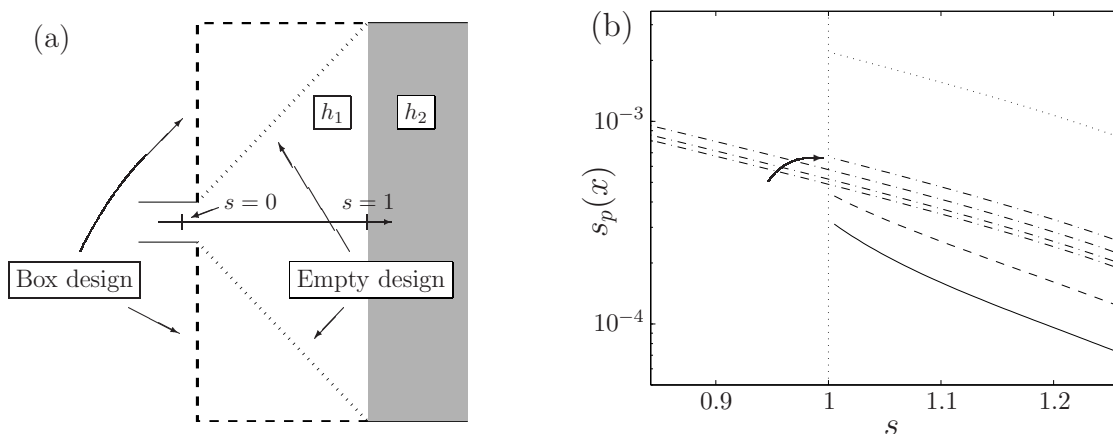 (a)
h₁
h₂
s = 0
s = 1
Box design
Empty design
(b)
10⁻³
10⁻⁴
sₚ(x)
0.9
1
1.1
1.2
s